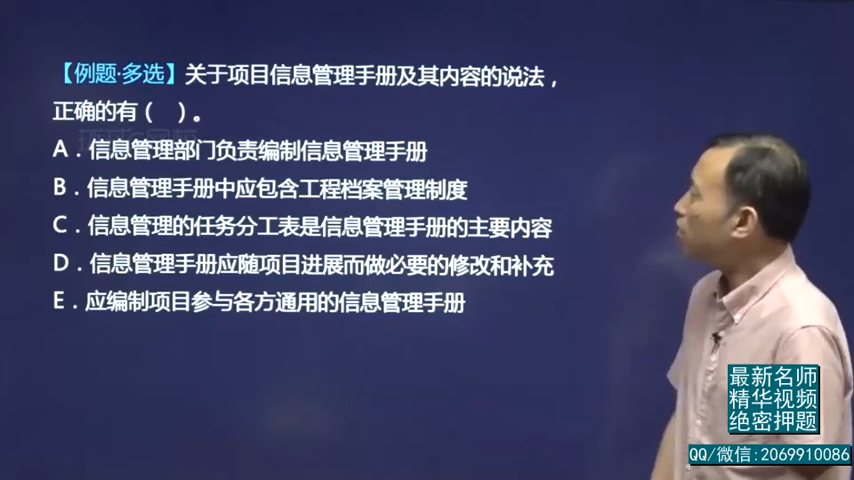 【例题·多选】关于项目信息管理手册及其内容的说法，
正确的有（ ）。
A．信息管理部门负责编制信息管理手册
B．信息管理手册中应包含工程档案管理制度
C．信息管理的任务分工表是信息管理手册的主要内容
D．信息管理手册应随项目进展而做必要的修改和补充
E．应编制项目参与各方通用的信息管理手册
最新名师
精华视频
绝密押题
QQ/微信:2069910086